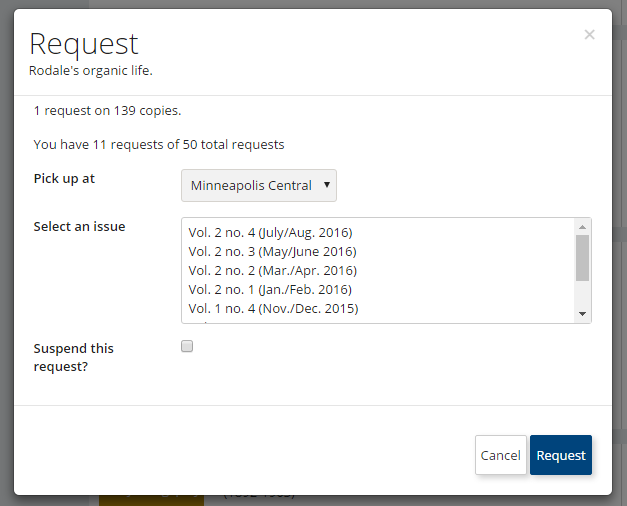 Request
×
Rodale's organic life.
1 request on 139 copies.
You have 11 requests of 50 total requests
Pick up at
Minneapolis Central
Select an issue
Vol. 2 no. 4 (July/Aug. 2016)
Vol. 2 no. 3 (May/June 2016)
Vol. 2 no. 2 (Mar./Apr. 2016)
Vol. 2 no. 1 (Jan./Feb. 2016)
Vol. 1 no. 4 (Nov./Dec. 2015)
Suspend this
request?
Cancel
Request